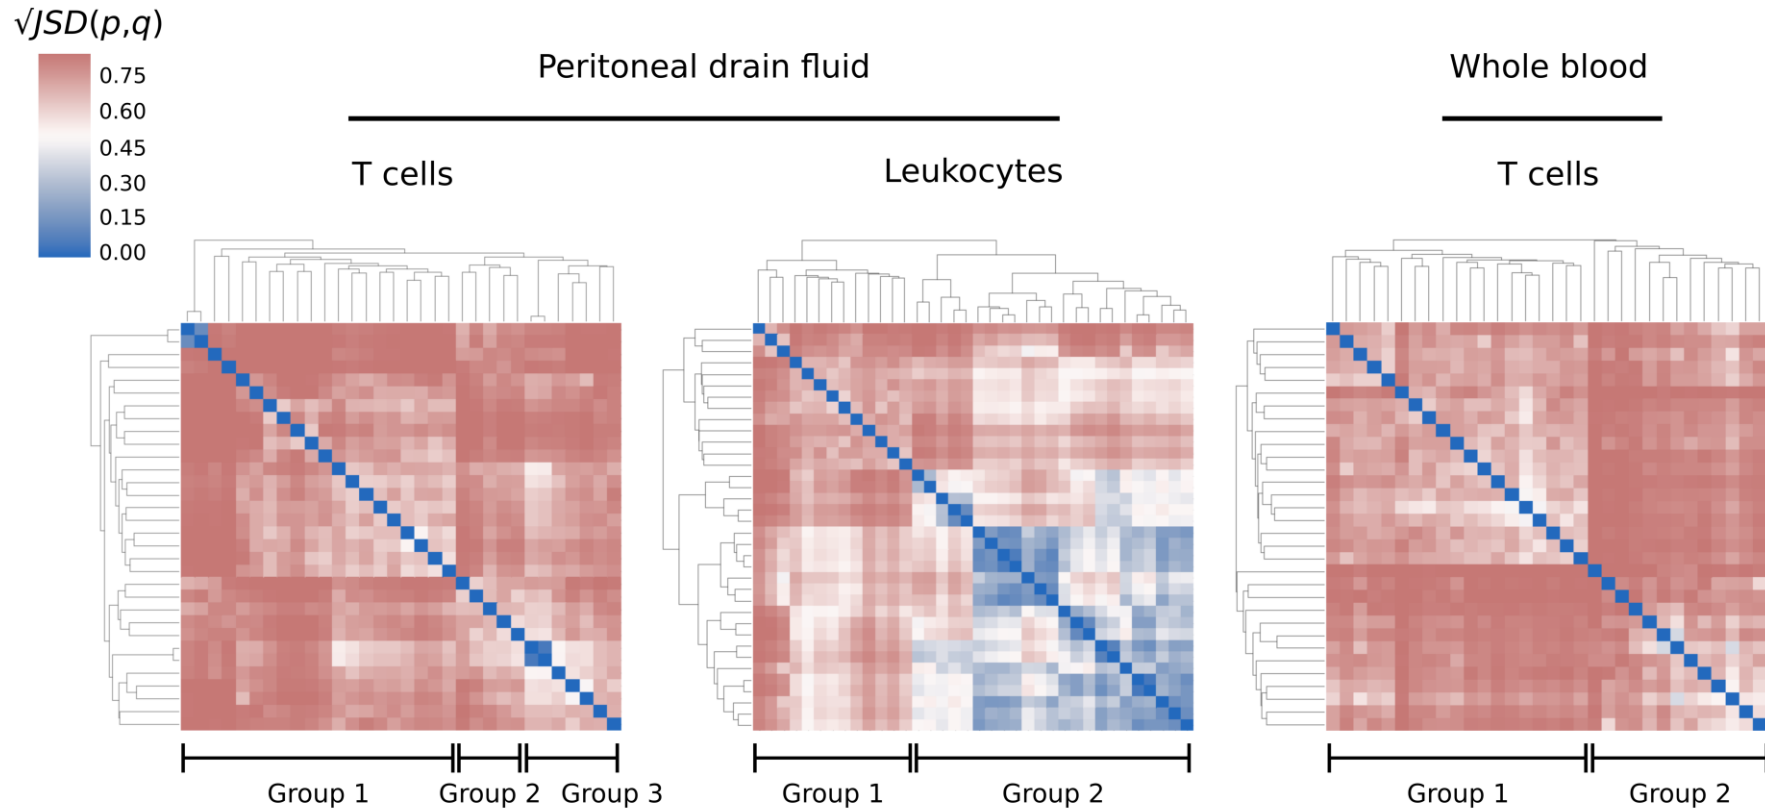 √JSD(p,q)
0.75
0.60
0.45
0.30
0.15
0.00
Peritoneal drain fluid
Whole blood
T cells
Leukocytes
T cells
Group 1
Group 2
Group 3
Group 1
Group 2
Group 1
Group 2